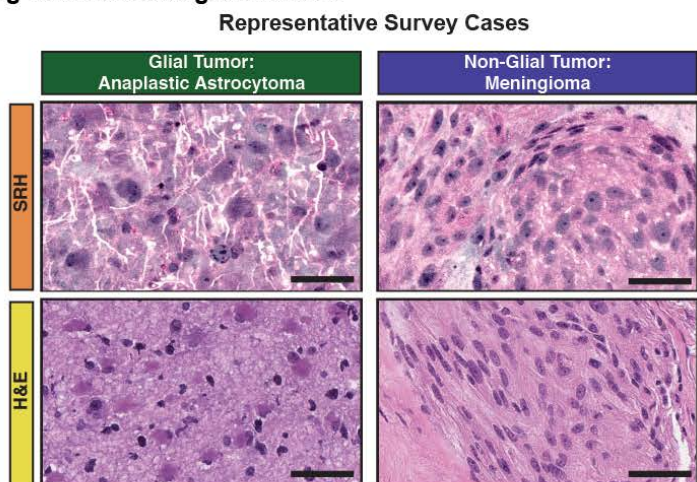 Representative Survey Cases
Glial Tumor:
Anaplastic Astrocytoma
Non-Glial Tumor:
Meningioma
SRH
H&E